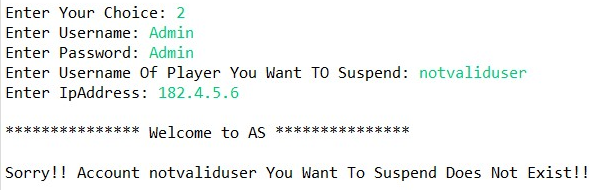 Enter Your Choice: 2
Enter Username: Admin
Enter Password: Admin
Enter Username Of Player You Want TO Suspend: notvaliduser
Enter IpAddress: 182.4.5.6
*************** Welcome to AS ***************
Sorry!! Account notvaliduser You Want To Suspend Does Not Exist!!